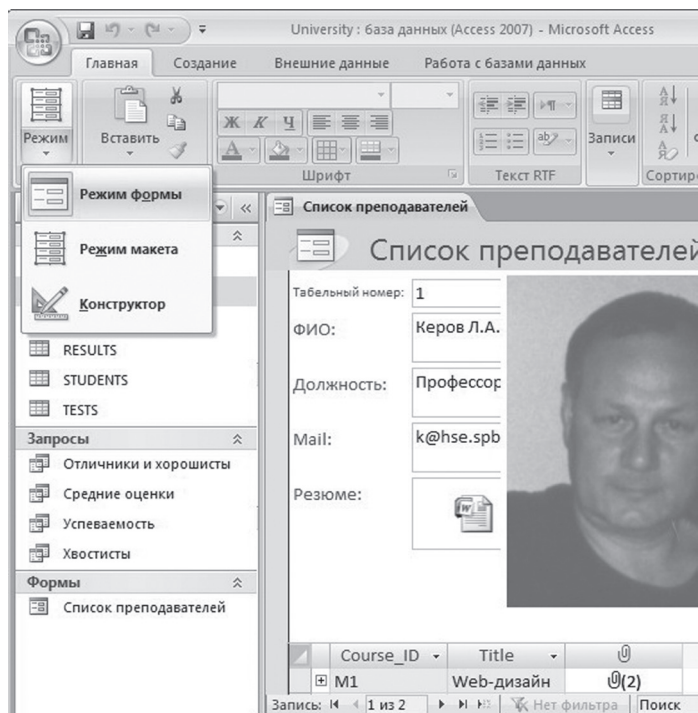 University : база данных (Access 2007) - Microsoft Access
Главная Создание Внешние данные Работа с базами данных
Режим
Вставить
Ж К Ч
A
ab
Записи
Шрифт
Текст RTF
Режим формы
Режим макета
Конструктор
RESULTS
STUDENTS
TESTS
Запросы
Отличники и хорошисты
Средние оценки
Успеваемость
Хвостисты
Формы
Список преподавателей
Список преподавателей
Список преподавателей
Табельный номер: 1
ФИО: Керов Л.А.
Должность: Профессор
Mail: k@hse.spb
Резюме:
Course_ID Title
M1 Web-дизайн (2)
Запись: 1 из 2 Нет фильтра Поиск